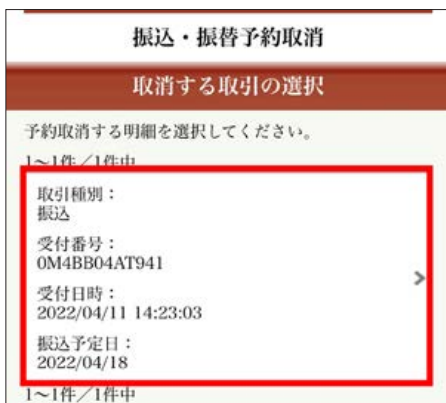 振込・振替予約取消
取消する取引の選択
予約取消する明細を選択してください。
1～1件／1件中
取引種別：
振込
受付番号：
0M4BB04AT941
受付日時：
2022/04/11 14:23:03
振込予定日：
2022/04/18
1～1件／1件中